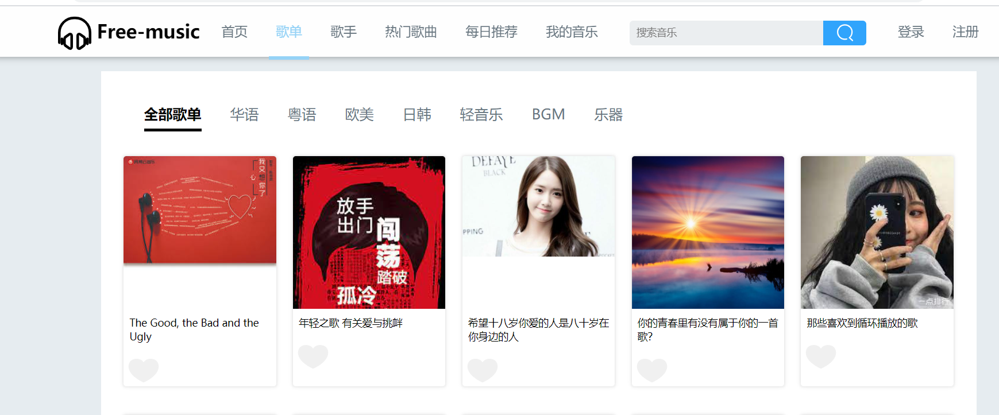 Free-music
首页
歌单
歌手
热门歌曲
每日推荐
我的音乐
搜索音乐
登录
注册
全部歌单
华语
粤语
欧美
日韩
轻音乐
BGM
乐器
网易云音乐
我又想你了
心
放手
出门
闯荡
踏破
孤冷
BLACK
PPING
一点排行
The Good, the Bad and the
Ugly
年轻之歌 有关爱与挑衅
希望十八岁你爱的人是八十岁在
你身边的人
你的青春里有没有属于你的一首
歌?
那些喜欢到循环播放的歌